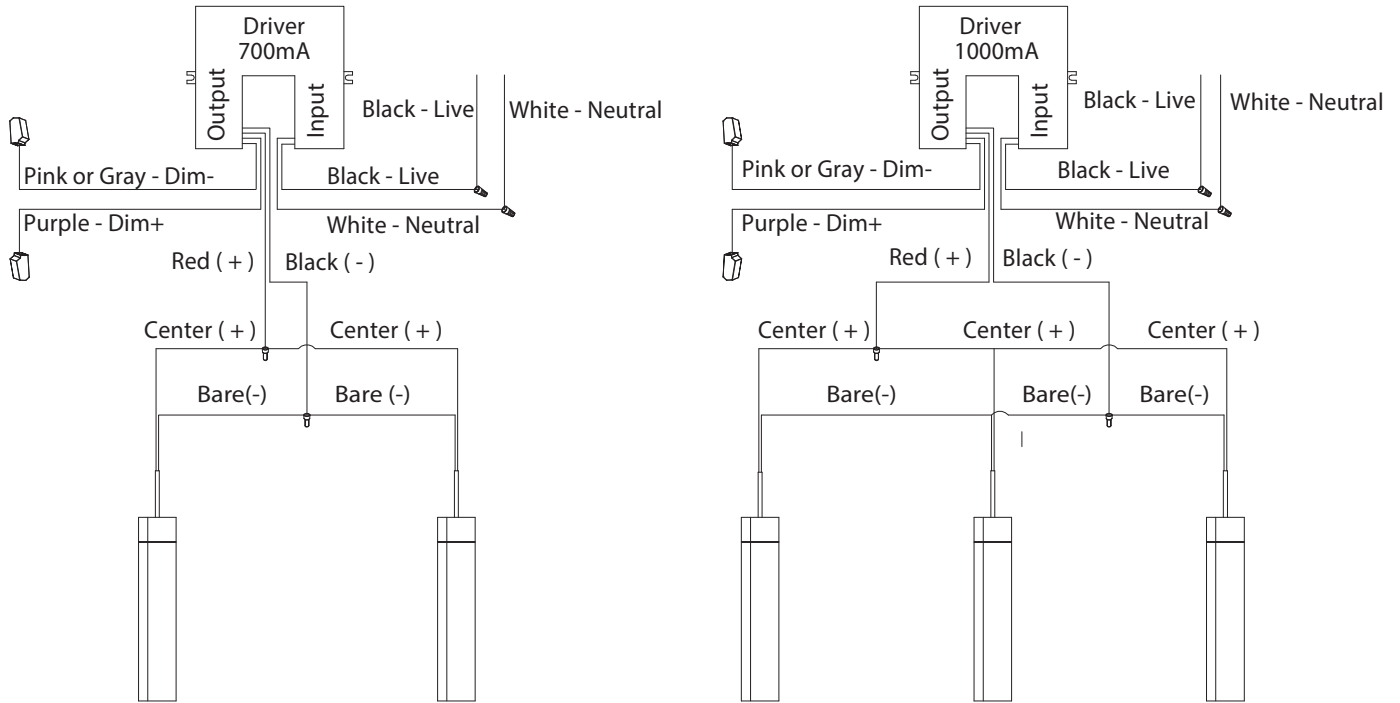 Driver
700mA
Output
Input
Black - Live
White - Neutral
Pink or Gray - Dim-
Black - Live
Purple - Dim+
White - Neutral
Red ( + )
Black ( - )
Center ( + )
Center ( + )
Bare(-)
Bare (-)
Driver
1000mA
Output
Input
Black - Live
White - Neutral
Pink or Gray - Dim-
Black - Live
Purple - Dim+
White - Neutral
Red ( + )
Black ( - )
Center ( + )
Center ( + )
Center ( + )
Bare(-)
Bare(-)
Bare(-)